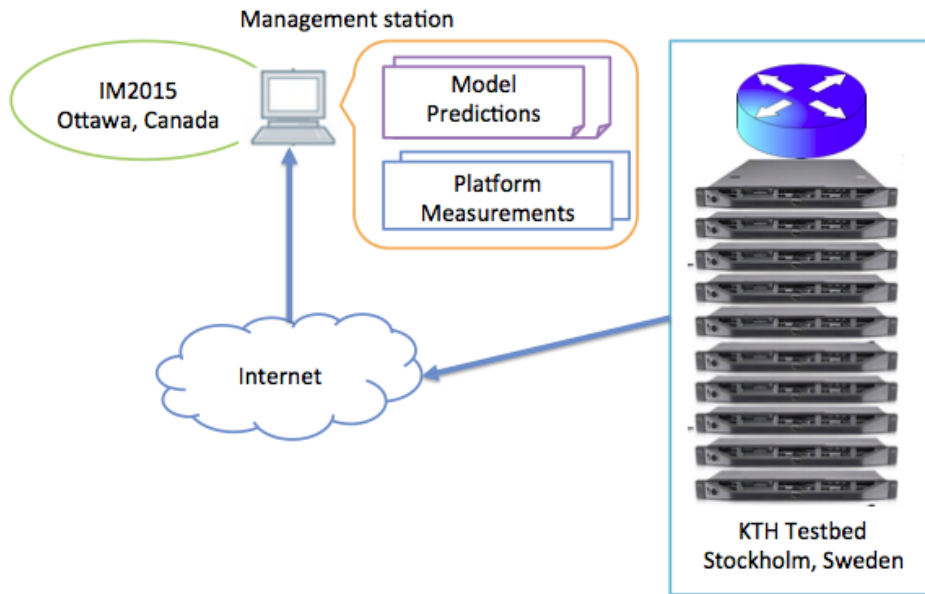 Management station
IM2015
Ottawa, Canada
Model
Predictions
Platform
Measurements
Internet
KTH Testbed
Stockholm, Sweden